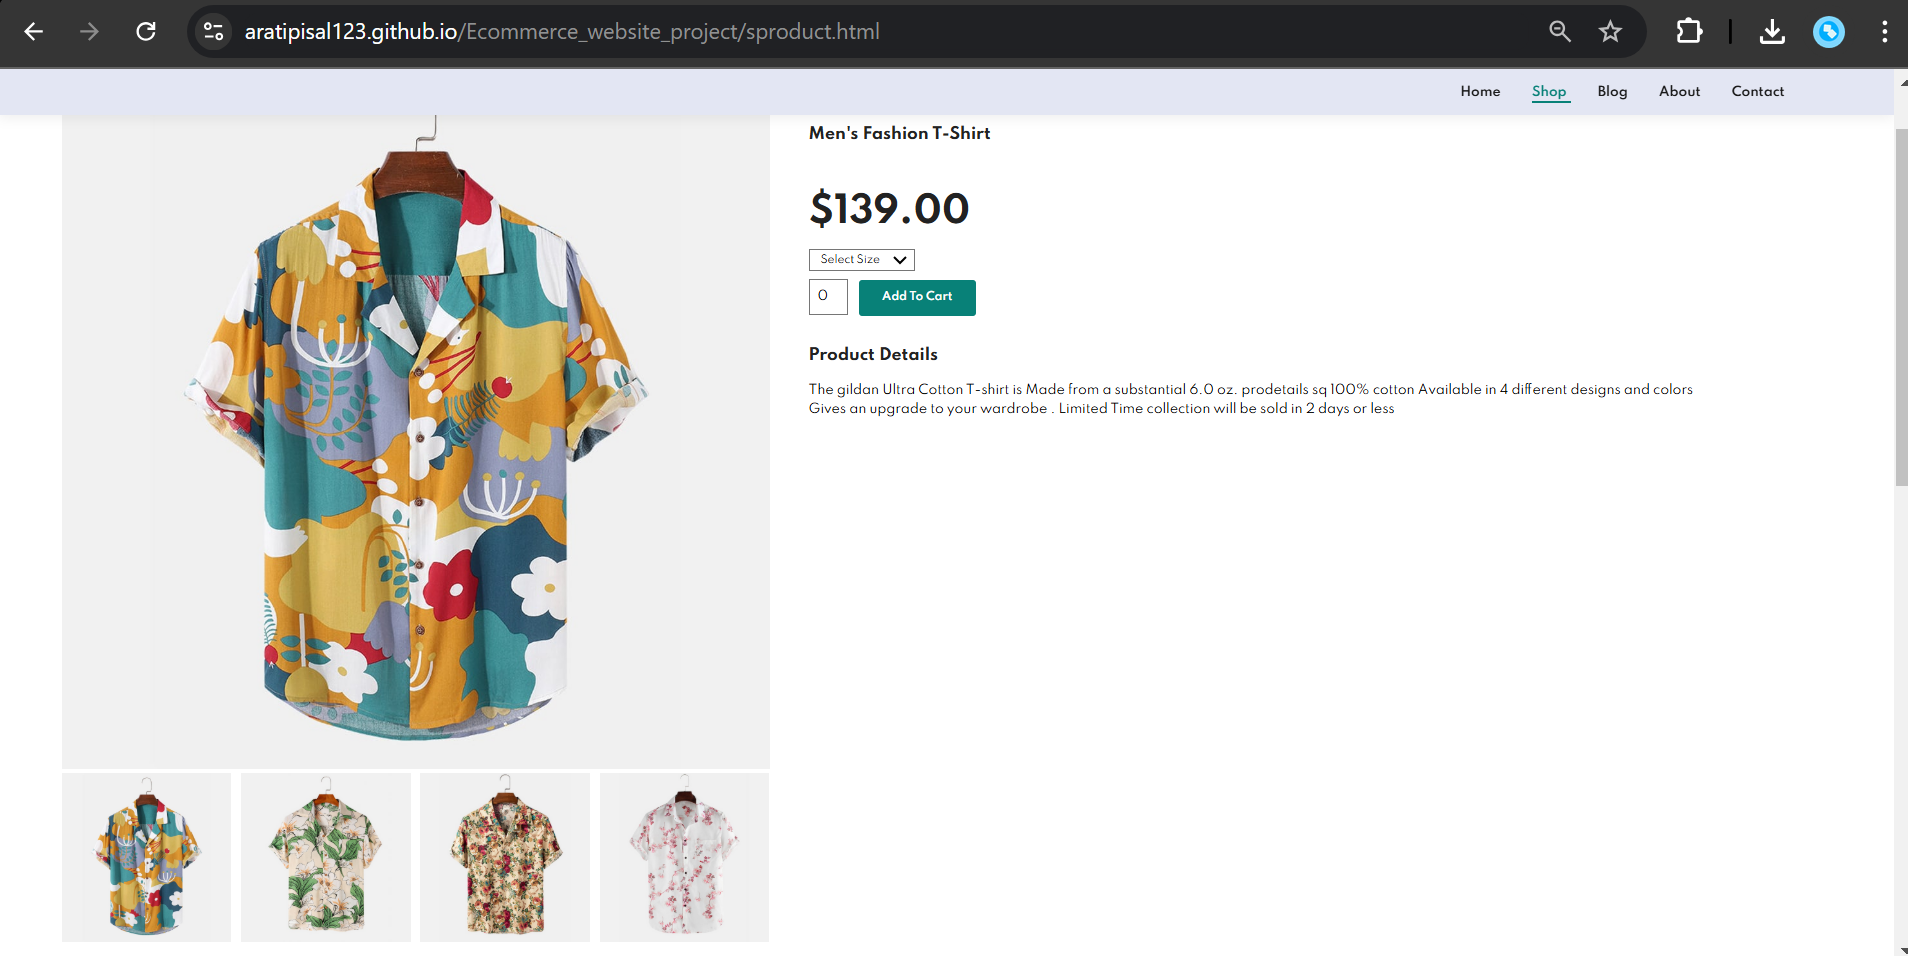 aratipisal123.github.io/Ecommerce_website_project/sproduct.html
Home Shop Blog About Contact
Men's Fashion T-Shirt
$139.00
Select Size
0
Add To Cart
Product Details
The gildan Ultra Cotton T-shirt is Made from a substantial 6.0 oz. prodetails sq 100% cotton Available in 4 different designs and colors
Gives an upgrade to your wardrobe . Limited Time collection will be sold in 2 days or less